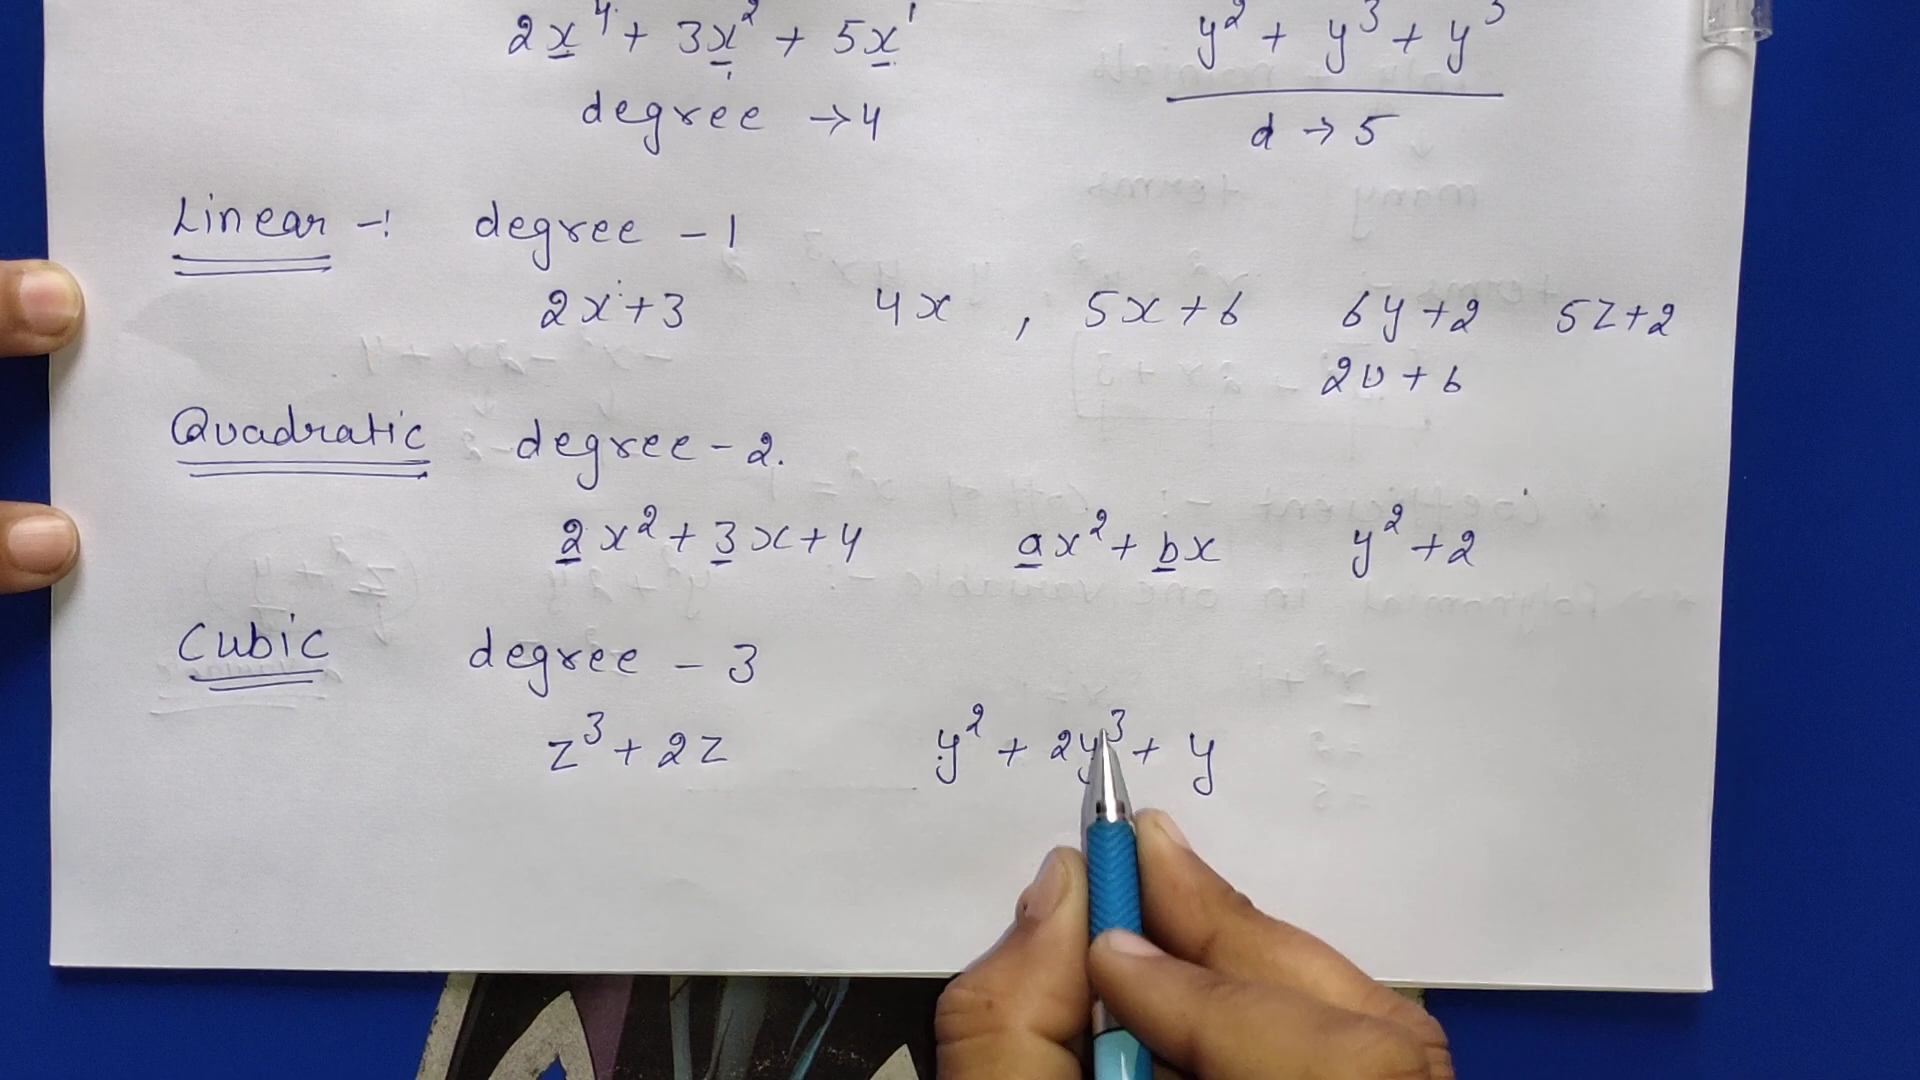 2x⁴ + 3x² + 5x¹ y² + y³ + y⁵
degree → 4 d → 5
Linear -: degree - 1
2x + 3 4x , 5x + 6 6y + 2 5z + 2
2v + 6
Quadratic degree - 2.
2x² + 3x + 4 ax² + bx y² + 2
Cubic degree - 3
z³ + 2z y² + 2y³ + y